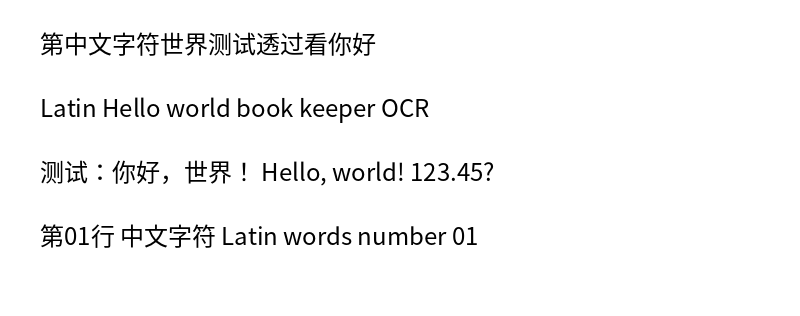 第中文字符世界测试透过看你好
Latin Hello world book keeper OCR
测试：你好，世界！ Hello, world! 123.45?
第01行 中文字符 Latin words number 01